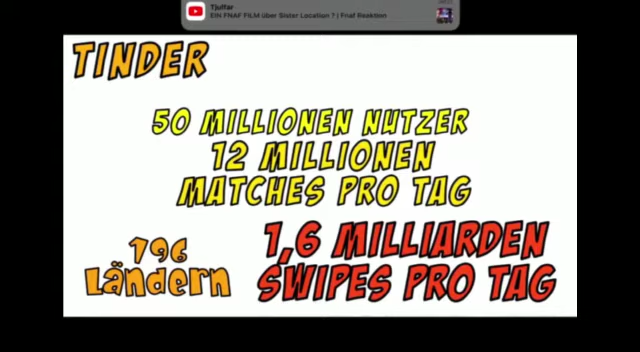 Tjulfar
EIN FNAF FILM über Sister Location ? | Fnaf Reaktion
TINDER
50 MILLIONEN NUTZER
12 MILLIONEN
MATCHES PRO TAG
196
Ländern
1,6 MILLIARDEN
SWIPES PRO TAG